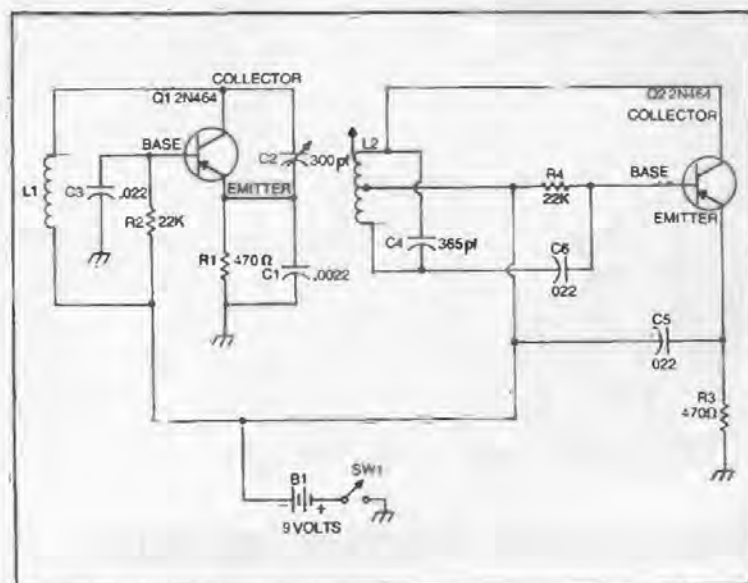 COLLECTOR
Q1 2N464
BASE
EMITTER
L1
C3 .022
R2 22K
C2 300 pf
R1 470Ω
C1 .0022
L2
C4 365 pf
R4
22K
C6
.022
Q2 2N464
COLLECTOR
BASE
EMITTER
C5
.022
R3
470Ω
B1
- +
9 VOLTS
SW1